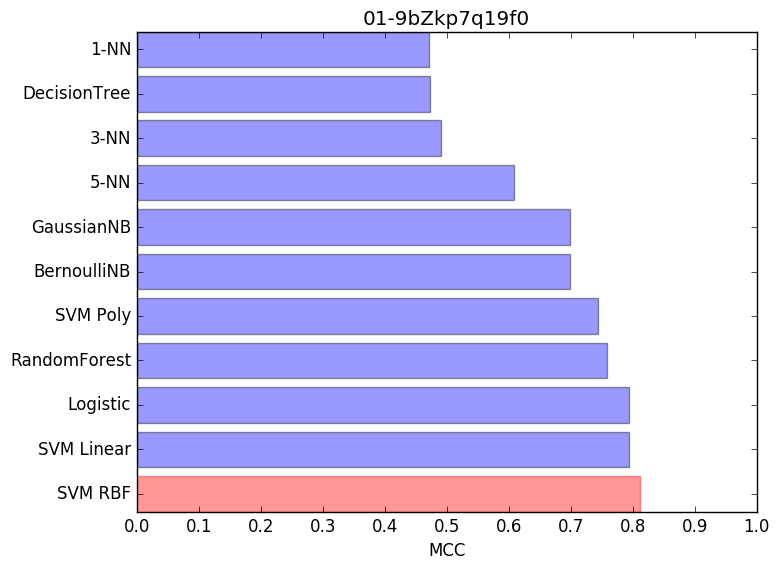 01-9bZkp7q19f0
1-NN
DecisionTree
3-NN
5-NN
GaussianNB
BernoulliNB
SVM Poly
RandomForest
Logistic
SVM Linear
SVM RBF
0.0 0.1 0.2 0.3 0.4 0.5 0.6 0.7 0.8 0.9 1.0
MCC